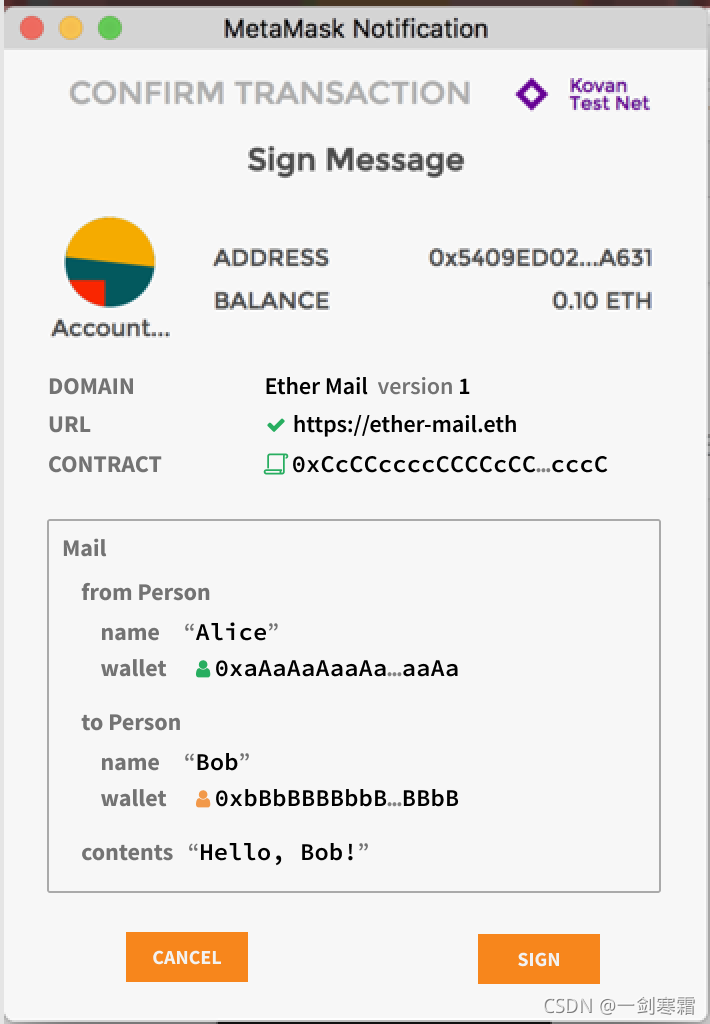 MetaMask Notification
CONFIRM TRANSACTION
Kovan
Test Net
Sign Message
ADDRESS 0x5409ED02...A631
BALANCE 0.10 ETH
Account...
DOMAIN Ether Mail version 1
URL https://ether-mail.eth
CONTRACT 0xCcCCccccCCCCcCC…cccC
Mail
from Person
name “Alice”
wallet 0xaAaAaAaaAa…aaAa
to Person
name “Bob”
wallet 0xbBbBBBBbbB…BBbB
contents “Hello, Bob!”
CANCEL SIGN
CSDN @一剑寒霜